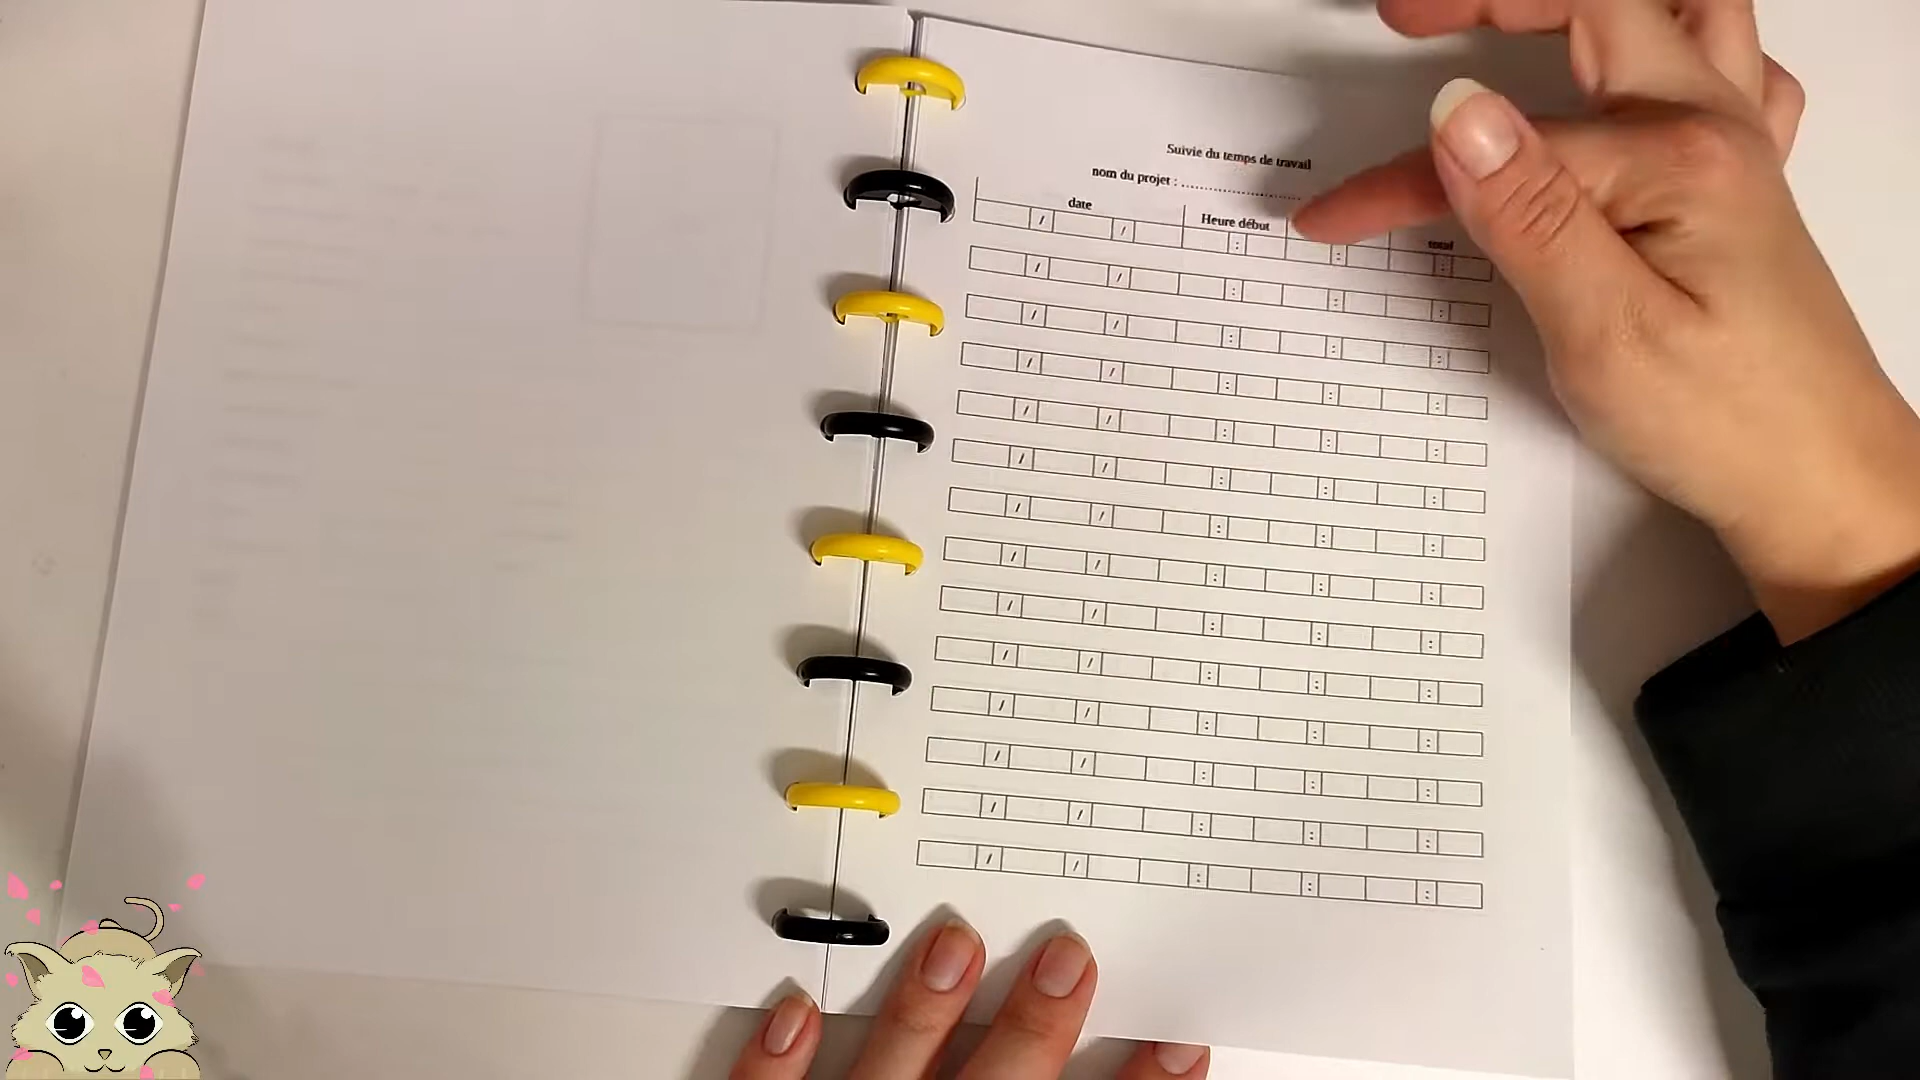 Suivie du temps de travail
nom du projet : ........................
date Heure début total
/ / : : :
/ / : : :
/ / : : :
/ / : : :
/ / : : :
/ / : : :
/ / : : :
/ / : : :
/ / : : :
/ / : : :
/ / : : :
/ / : : :
/ / : : :
/ / : : :